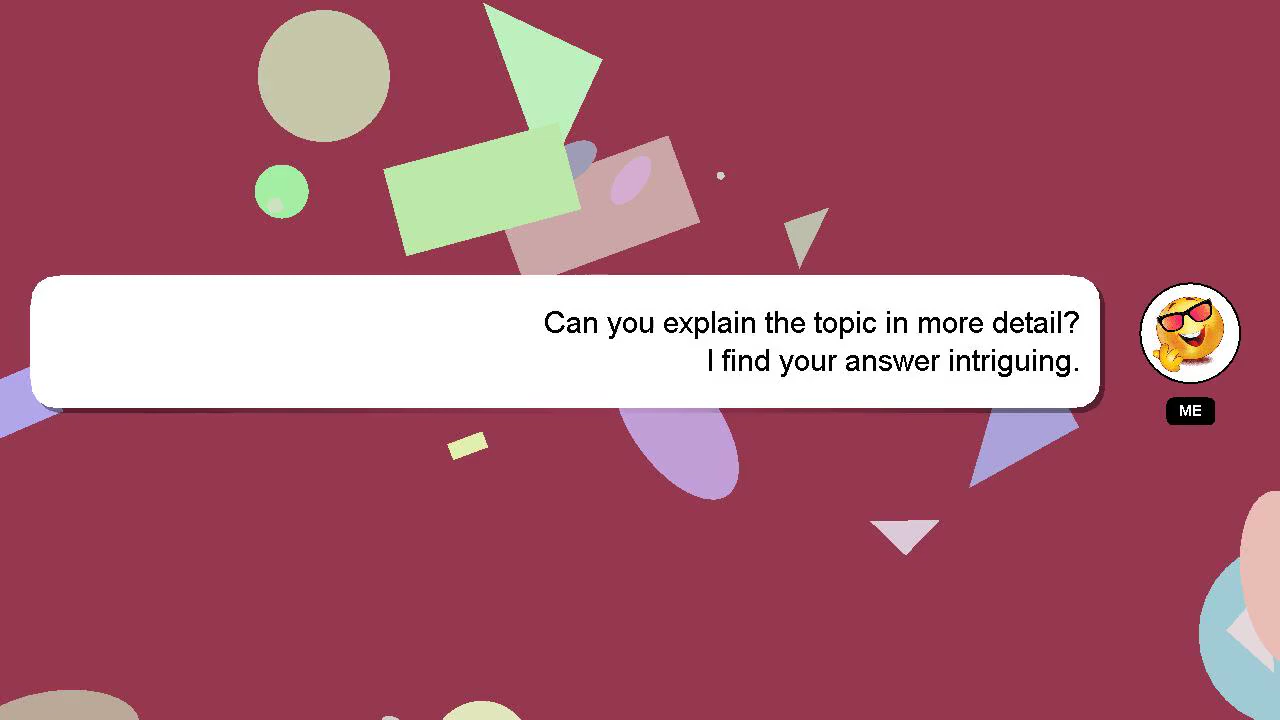 Can you explain the topic in more detail?
I find your answer intriguing.
ME